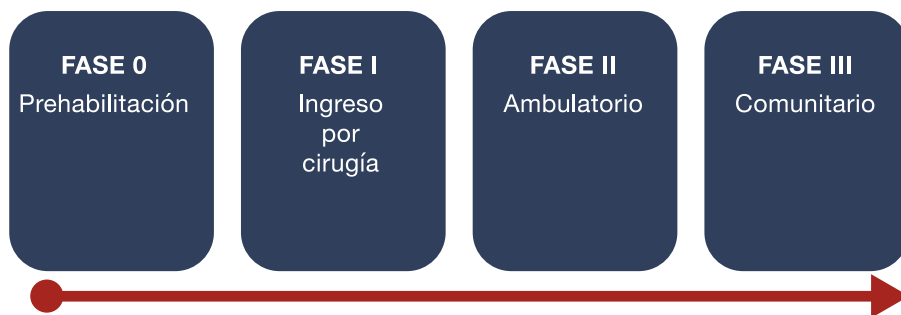 FASE 0
Prehabilitación
FASE I
Ingreso
por
cirugía
FASE II
Ambulatorio
FASE III
Comunitario